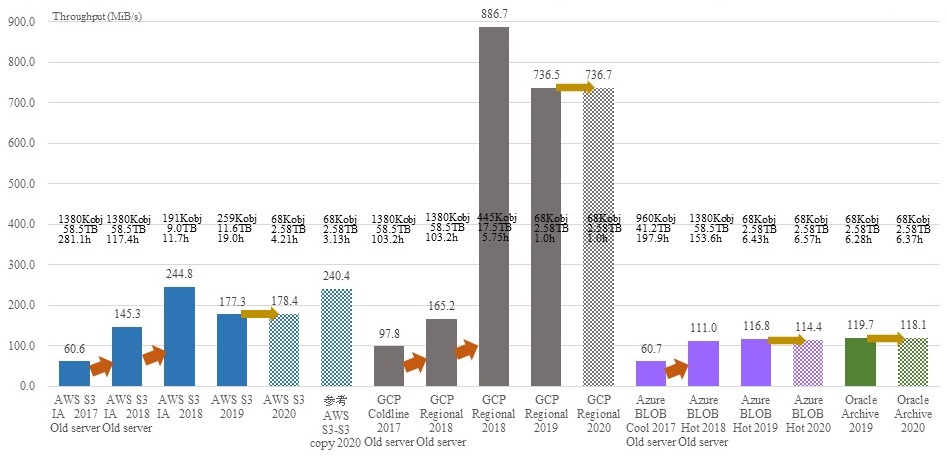 Throughput (MiB/s)
900.0
800.0
700.0
600.0
500.0
400.0
300.0
200.0
100.0
0.0
60.6
145.3
244.8
177.3
178.4
240.4
97.8
165.2
886.7
736.5
736.7
60.7
111.0
116.8
114.4
119.7
118.1
1380Kobj
58.5TB
281.1h
1380Kobj
58.5TB
117.4h
191Kobj
9.0TB
11.7h
259Kobj
11.6TB
19.0h
68Kobj
2.58TB
4.21h
68Kobj
2.58TB
3.13h
1380Kobj
58.5TB
103.2h
1380Kobj
58.5TB
103.2h
445Kobj
17.5TB
5.75h
68Kobj
2.58TB
1.0h
68Kobj
2.58TB
1.0h
960Kobj
41.2TB
197.9h
1380Kobj
58.5TB
153.6h
68Kobj
2.58TB
6.43h
68Kobj
2.58TB
6.57h
68Kobj
2.58TB
6.28h
68Kobj
2.58TB
6.37h
AWS S3
IA 2017
Old server
AWS S3
IA 2018
Old server
AWS S3
IA 2018
AWS S3
2019
AWS S3
2020
参考
AWS
S3-S3
copy 2020
GCP
Coldline
2017
Old server
GCP
Regional
2018
Old server
GCP
Regional
2018
GCP
Regional
2019
GCP
Regional
2020
Azure
BLOB
Cool 2017
Old server
Azure
BLOB
Hot 2018
Old server
Azure
BLOB
Hot 2019
Azure
BLOB
Hot 2020
Oracle
Archive
2019
Oracle
Archive
2020